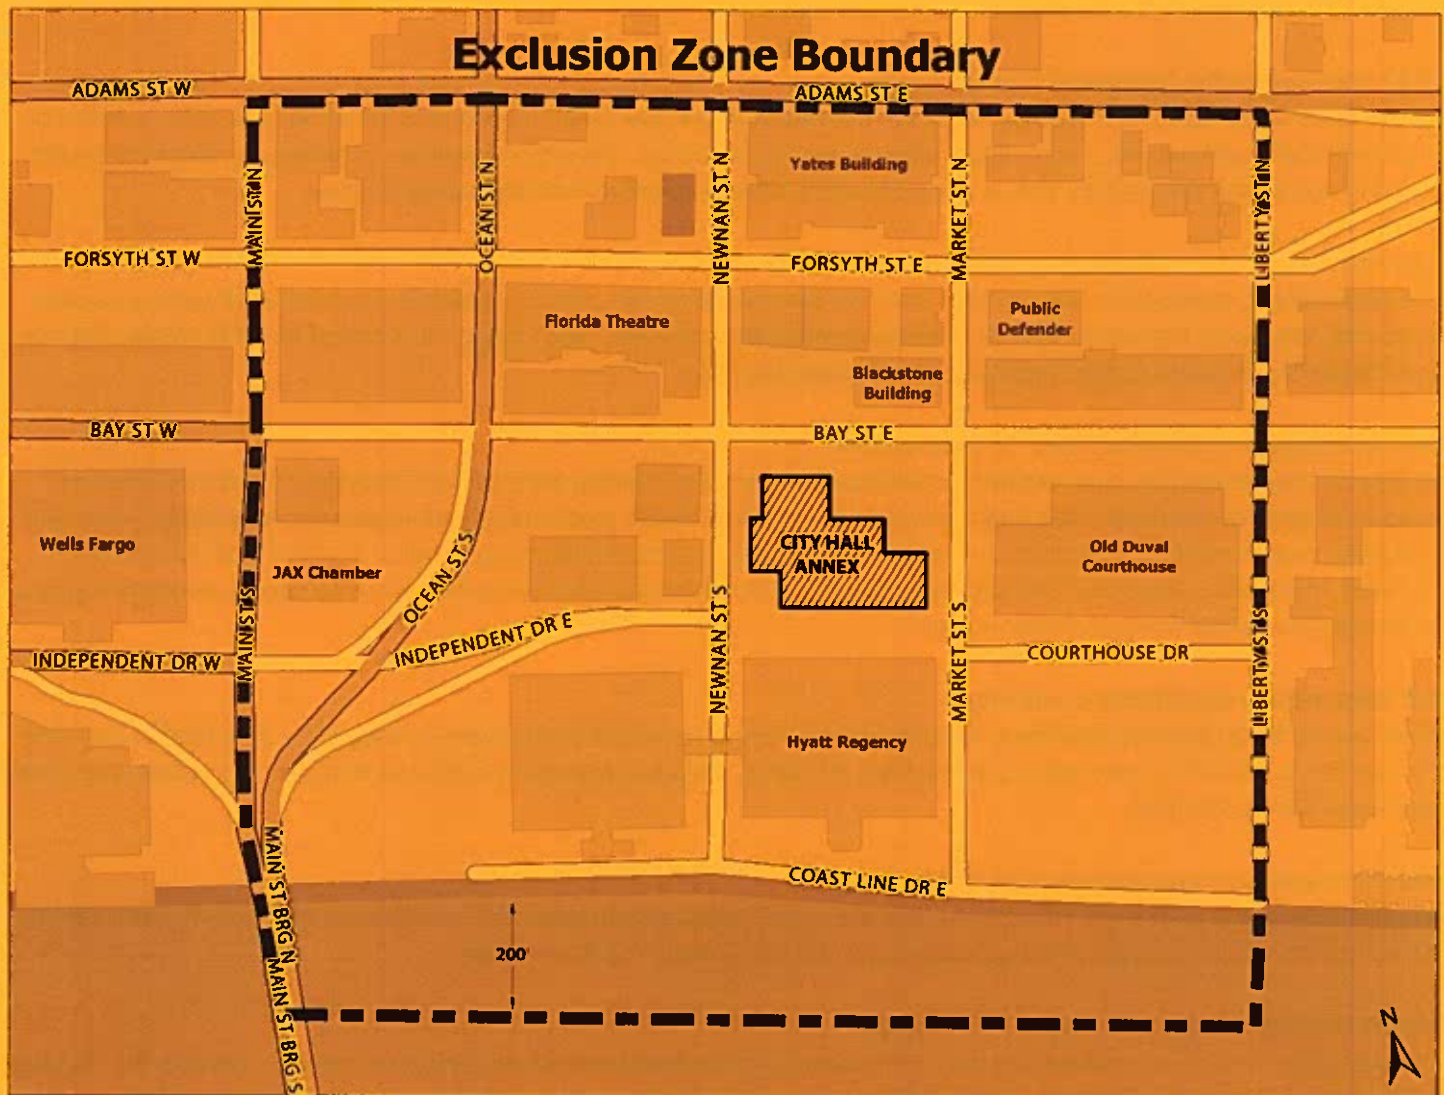 Exclusion Zone Boundary
ADAMS ST W
ADAMS ST E
Yates Building
MAIN ST N
OCEAN ST N
NEWNAN ST N
MARKET ST N
LIBERTY ST N
FORSYTH ST W
FORSYTH ST E
Florida Theatre
Public
Defender
Blackstone
Building
BAY ST W
BAY ST E
Wells Fargo
JAX Chamber
OCEAN ST S
CITY HALL
ANNEX
Old Duval
Courthouse
MAIN ST S
NEWNAN ST S
MARKET ST S
LIBERTY ST S
INDEPENDENT DR W
INDEPENDENT DR E
COURTHOUSE DR
Hyatt Regency
COAST LINE DR E
MAIN ST BRG N
200'
MAIN ST BRG S
N